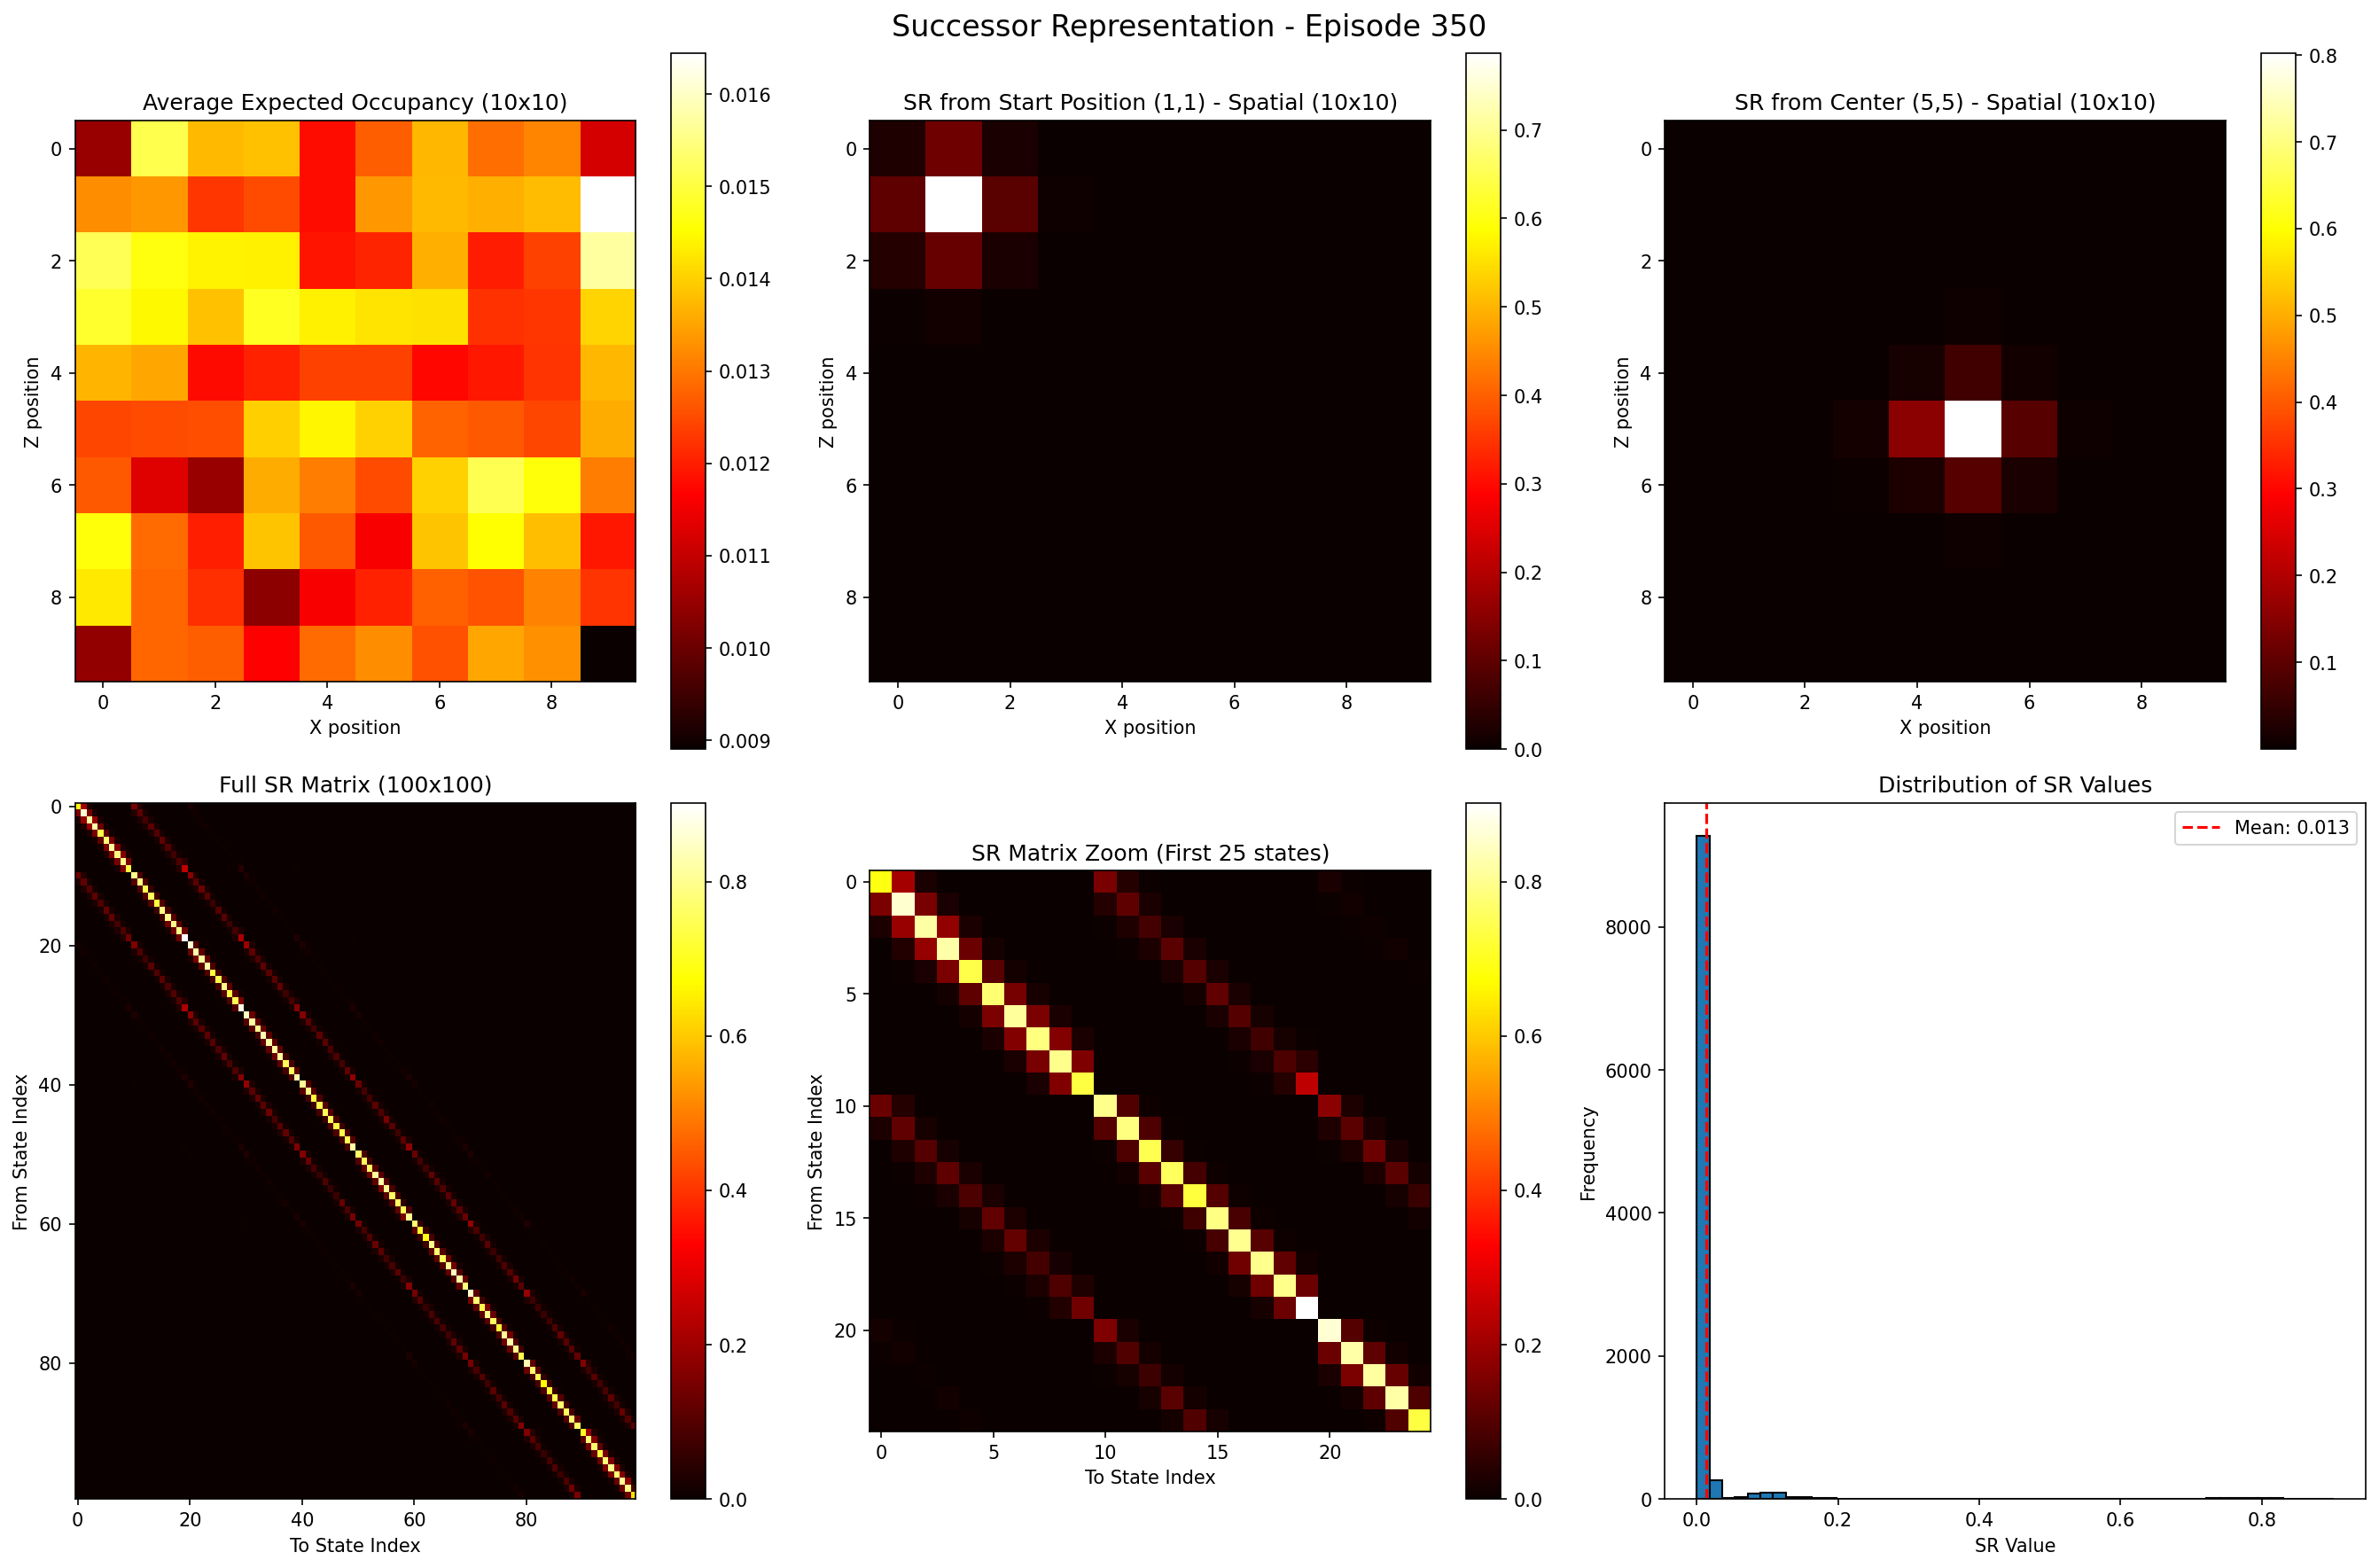 Successor Representation - Episode 350
Average Expected Occupancy (10x10)
Z position
0
2
4
6
8
0 2 4 6 8
X position
0.016
0.015
0.014
0.013
0.012
0.011
0.010
0.009
SR from Start Position (1,1) - Spatial (10x10)
Z position
0
2
4
6
8
0 2 4 6 8
X position
0.7
0.6
0.5
0.4
0.3
0.2
0.1
0.0
SR from Center (5,5) - Spatial (10x10)
Z position
0
2
4
6
8
0 2 4 6 8
X position
0.8
0.7
0.6
0.5
0.4
0.3
0.2
0.1
Full SR Matrix (100x100)
From State Index
0
20
40
60
80
0 20 40 60 80
To State Index
0.8
0.6
0.4
0.2
0.0
SR Matrix Zoom (First 25 states)
From State Index
0
5
10
15
20
0 5 10 15 20
To State Index
0.8
0.6
0.4
0.2
0.0
Distribution of SR Values
Mean: 0.013
Frequency
8000
6000
4000
2000
0
0.0 0.2 0.4 0.6 0.8
SR Value